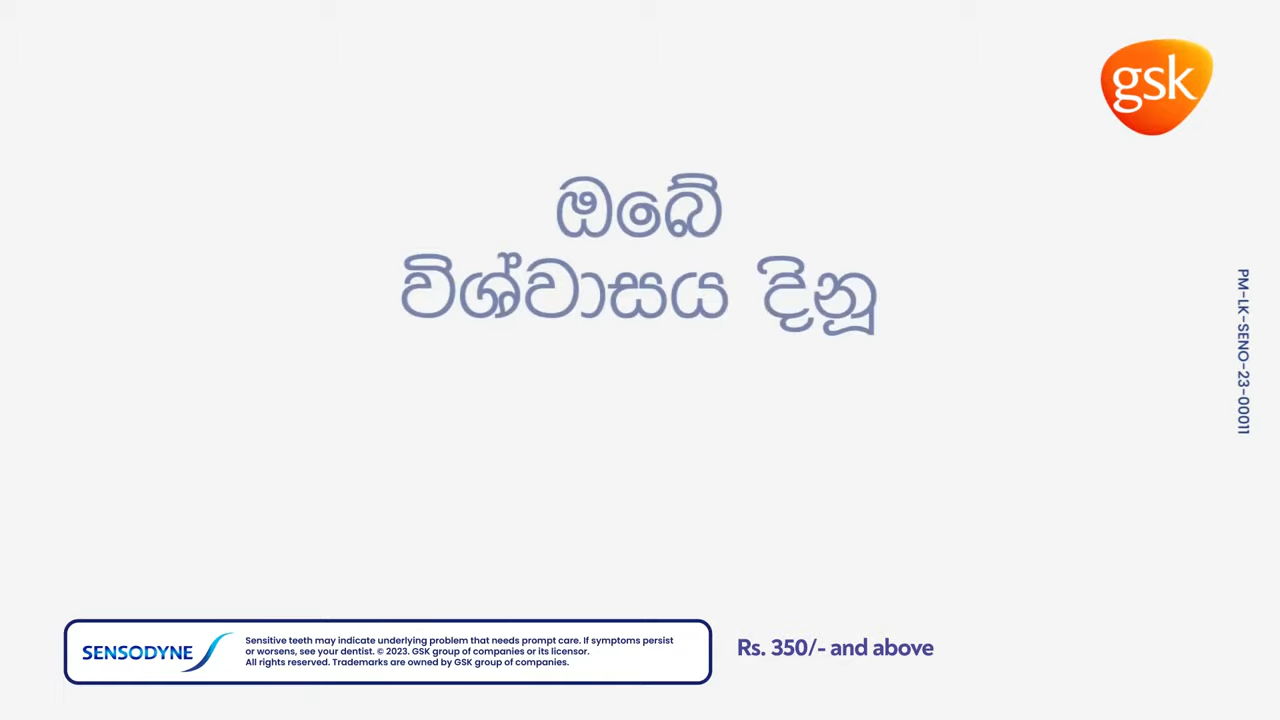 gsk
ඔබේ
විශ්වාසය දිනූ
PM-LK-SENO-23-00011
SENSODYNE
Sensitive teeth may indicate underlying problem that needs prompt care. If symptoms persist
or worsens, see your dentist. © 2023. GSK group of companies or its licensor.
All rights reserved. Trademarks are owned by GSK group of companies.
Rs. 350/- and above